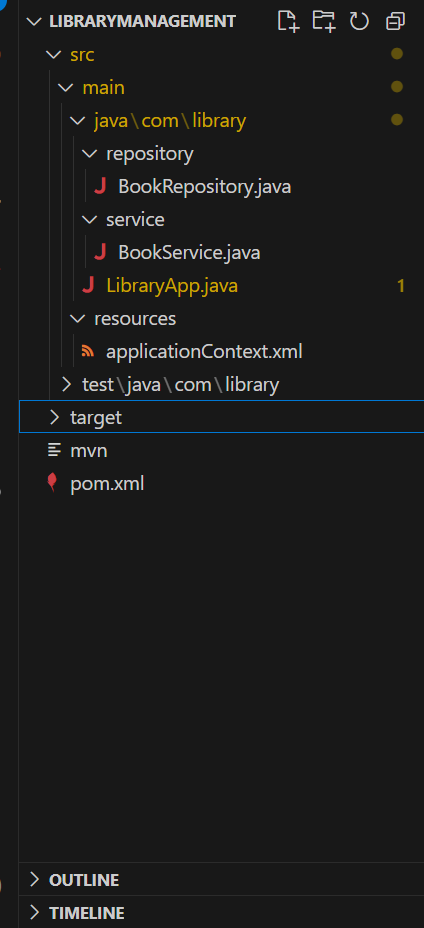 LIBRARYMANAGEMENT
src
main
java\com\library
repository
BookRepository.java
service
BookService.java
LibraryApp.java 1
resources
applicationContext.xml
test\java\com\library
target
mvn
pom.xml
OUTLINE
TIMELINE